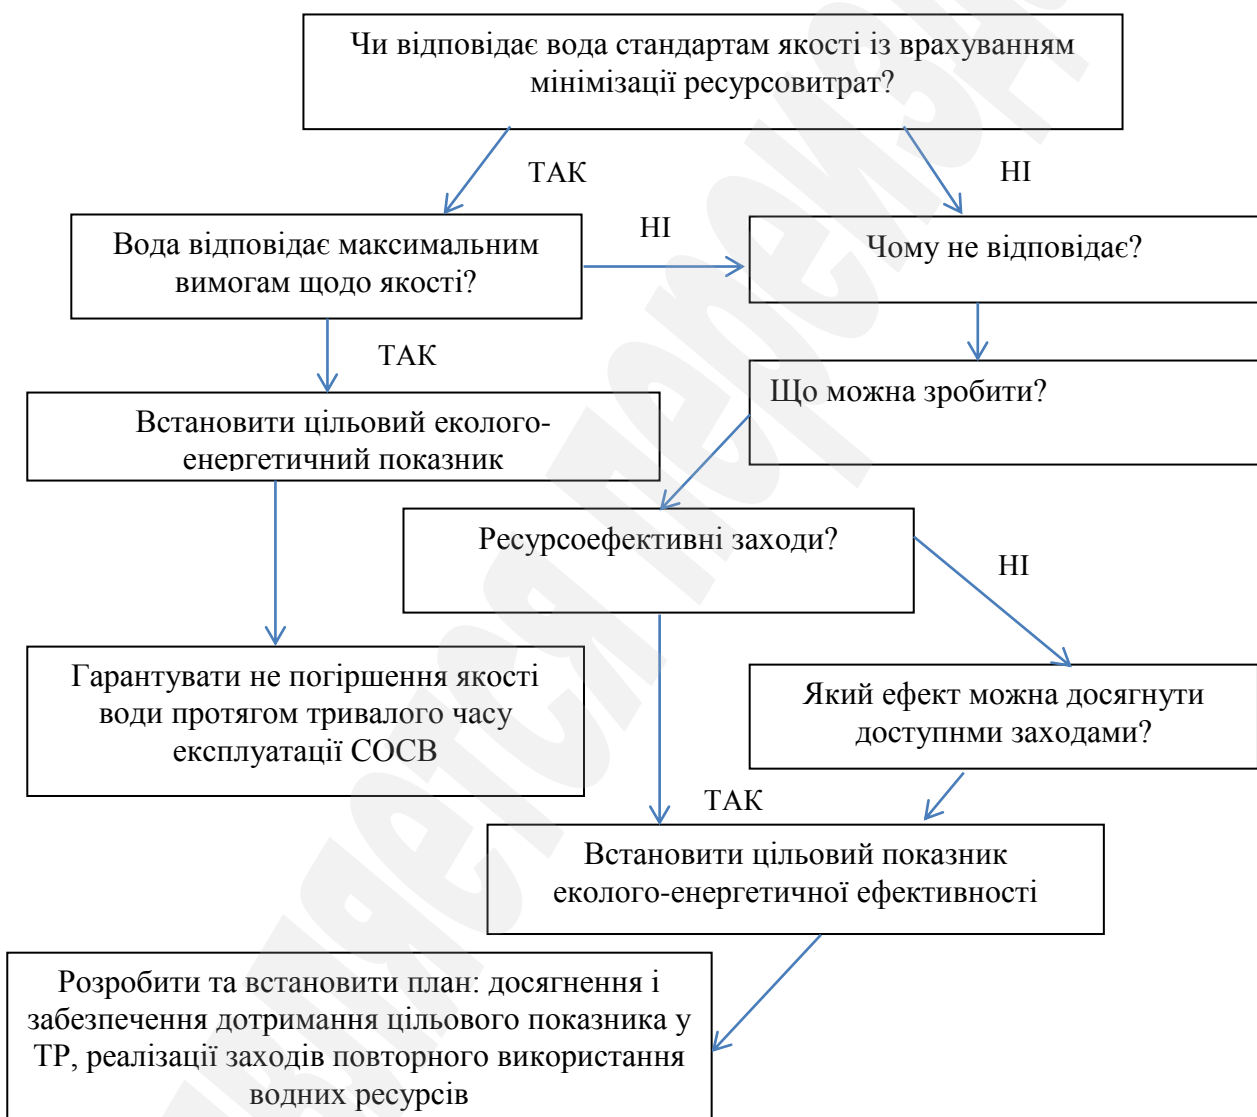 Чи відповідає вода стандартам якості із врахуванням
мінімізації ресурсовитрат?
ТАК
НІ
Вода відповідає максимальним
вимогам щодо якості?
НІ
Чому не відповідає?
ТАК
Що можна зробити?
Встановити цільовий еколого-
енергетичний показник
Ресурсоефективні заходи?
НІ
Гарантувати не погіршення якості
води протягом тривалого часу
експлуатації СОСВ
Який ефект можна досягнути
доступнми заходами?
ТАК
Встановити цільовий показник
еколого-енергетичної ефективності
Розробити та встановити план: досягнення і
забезпечення дотримання цільового показника у
ТР, реалізації заходів повторного використання
водних ресурсів